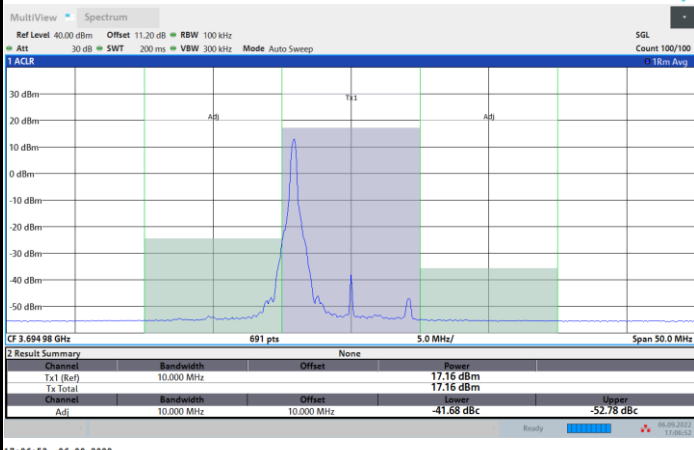 MultiView Spectrum
Ref Level 40.00 dBm Offset 11.20 dB RBW 100 kHz SGL
Att 30 dB SWT 200 ms VBW 300 kHz Mode Auto Sweep Count 100/100
1 ACLR 1Rm Avg
30 dBm
Tx1
20 dBm
Adj Adj
10 dBm
0 dBm
-10 dBm
-20 dBm
-30 dBm
-40 dBm
-50 dBm
CF 3.694 98 GHz 691 pts 5.0 MHz/ Span 50.0 MHz
2 Result Summary None
Channel Bandwidth Offset Power
Tx1 (Ref) 10.000 MHz 17.16 dBm
Tx Total 17.16 dBm
Channel Bandwidth Offset Lower Upper
Adj 10.000 MHz 10.000 MHz -41.68 dBc -52.78 dBc
Ready 06.09.2022
17:06:52